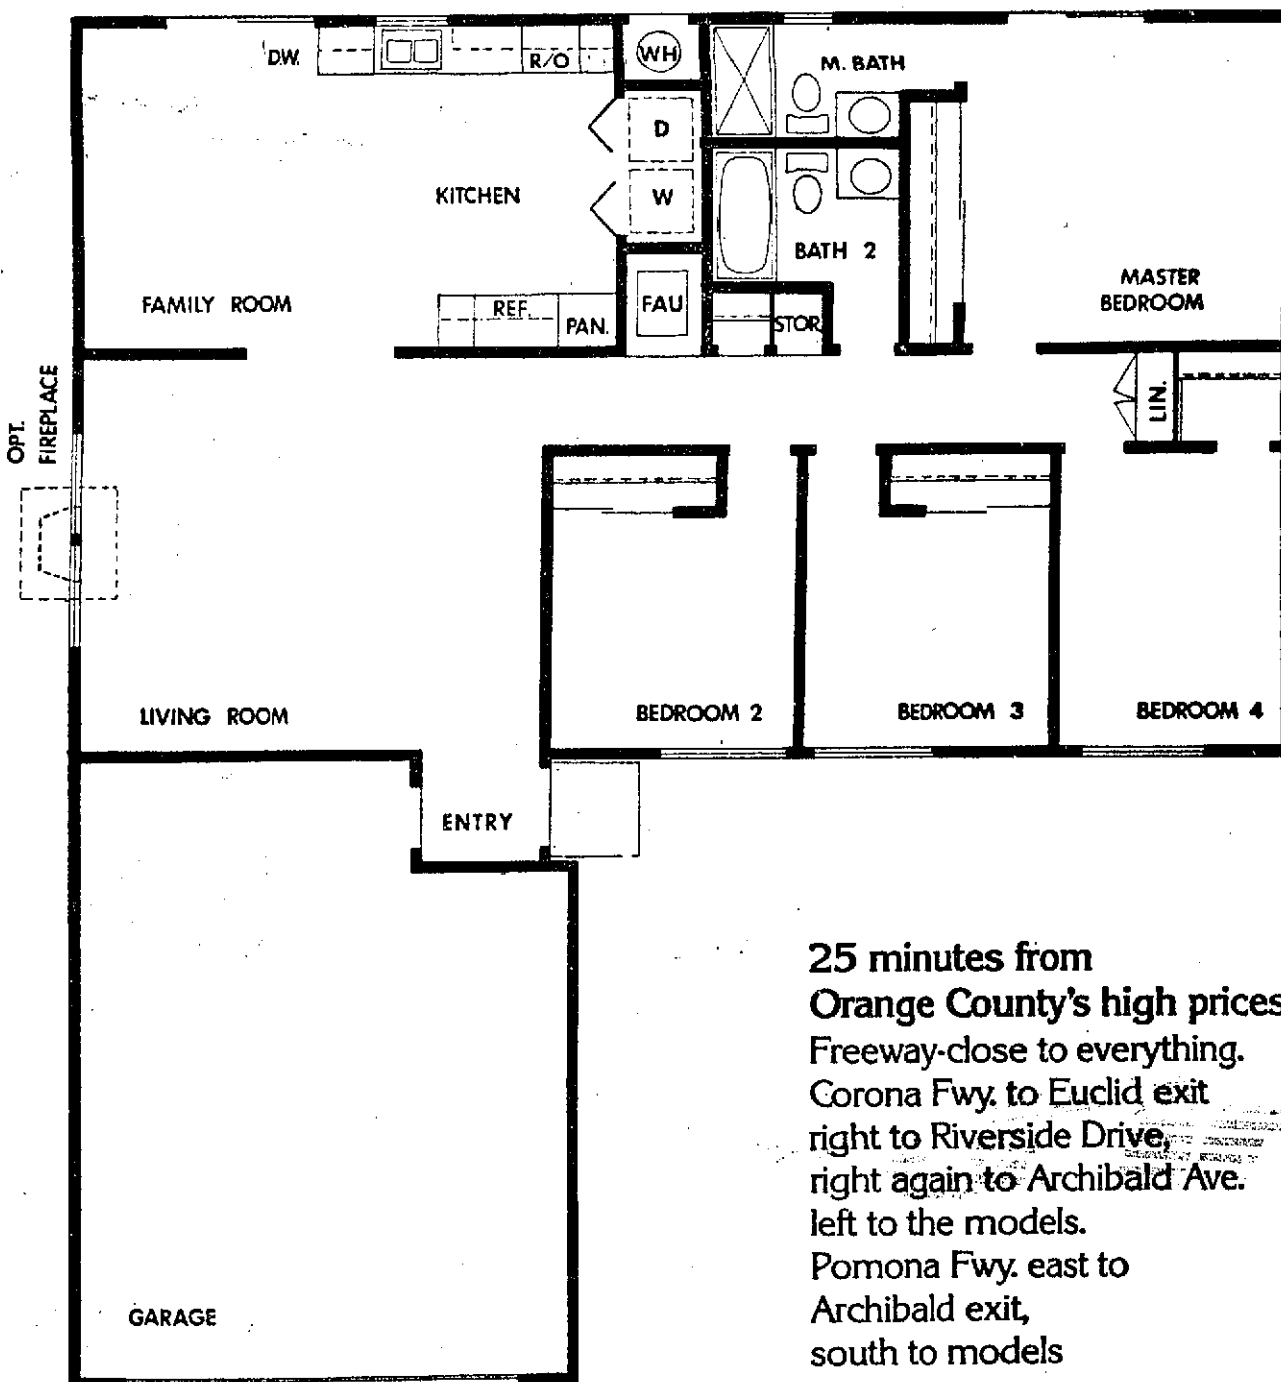 DW.
R/O
WH
M. BATH
D
W
KITCHEN
BATH 2
FAMILY ROOM
REF.
PAN.
FAU
STOR.
MASTER
BEDROOM
OPT.
FIREPLACE
LIN.
LIVING ROOM
BEDROOM 2
BEDROOM 3
BEDROOM 4
ENTRY
GARAGE
25 minutes from
Orange County's high prices
Freeway-close to everything.
Corona Fwy. to Euclid exit
right to Riverside Drive,
right again to Archibald Ave.
left to the models.
Pomona Fwy. east to
Archibald exit,
south to models